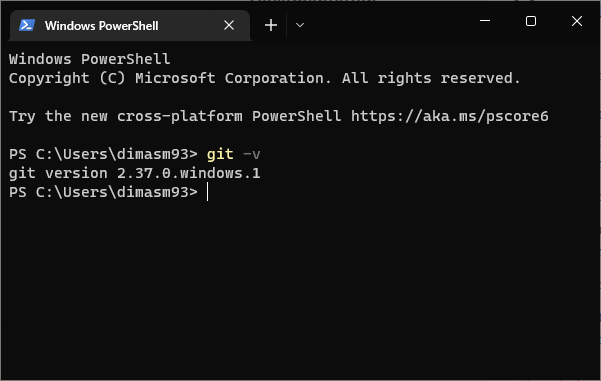 Windows PowerShell
Windows PowerShell
Copyright (C) Microsoft Corporation. All rights reserved.
Try the new cross-platform PowerShell https://aka.ms/pscore6
PS C:\Users\dimasm93> git -v
git version 2.37.0.windows.1
PS C:\Users\dimasm93>